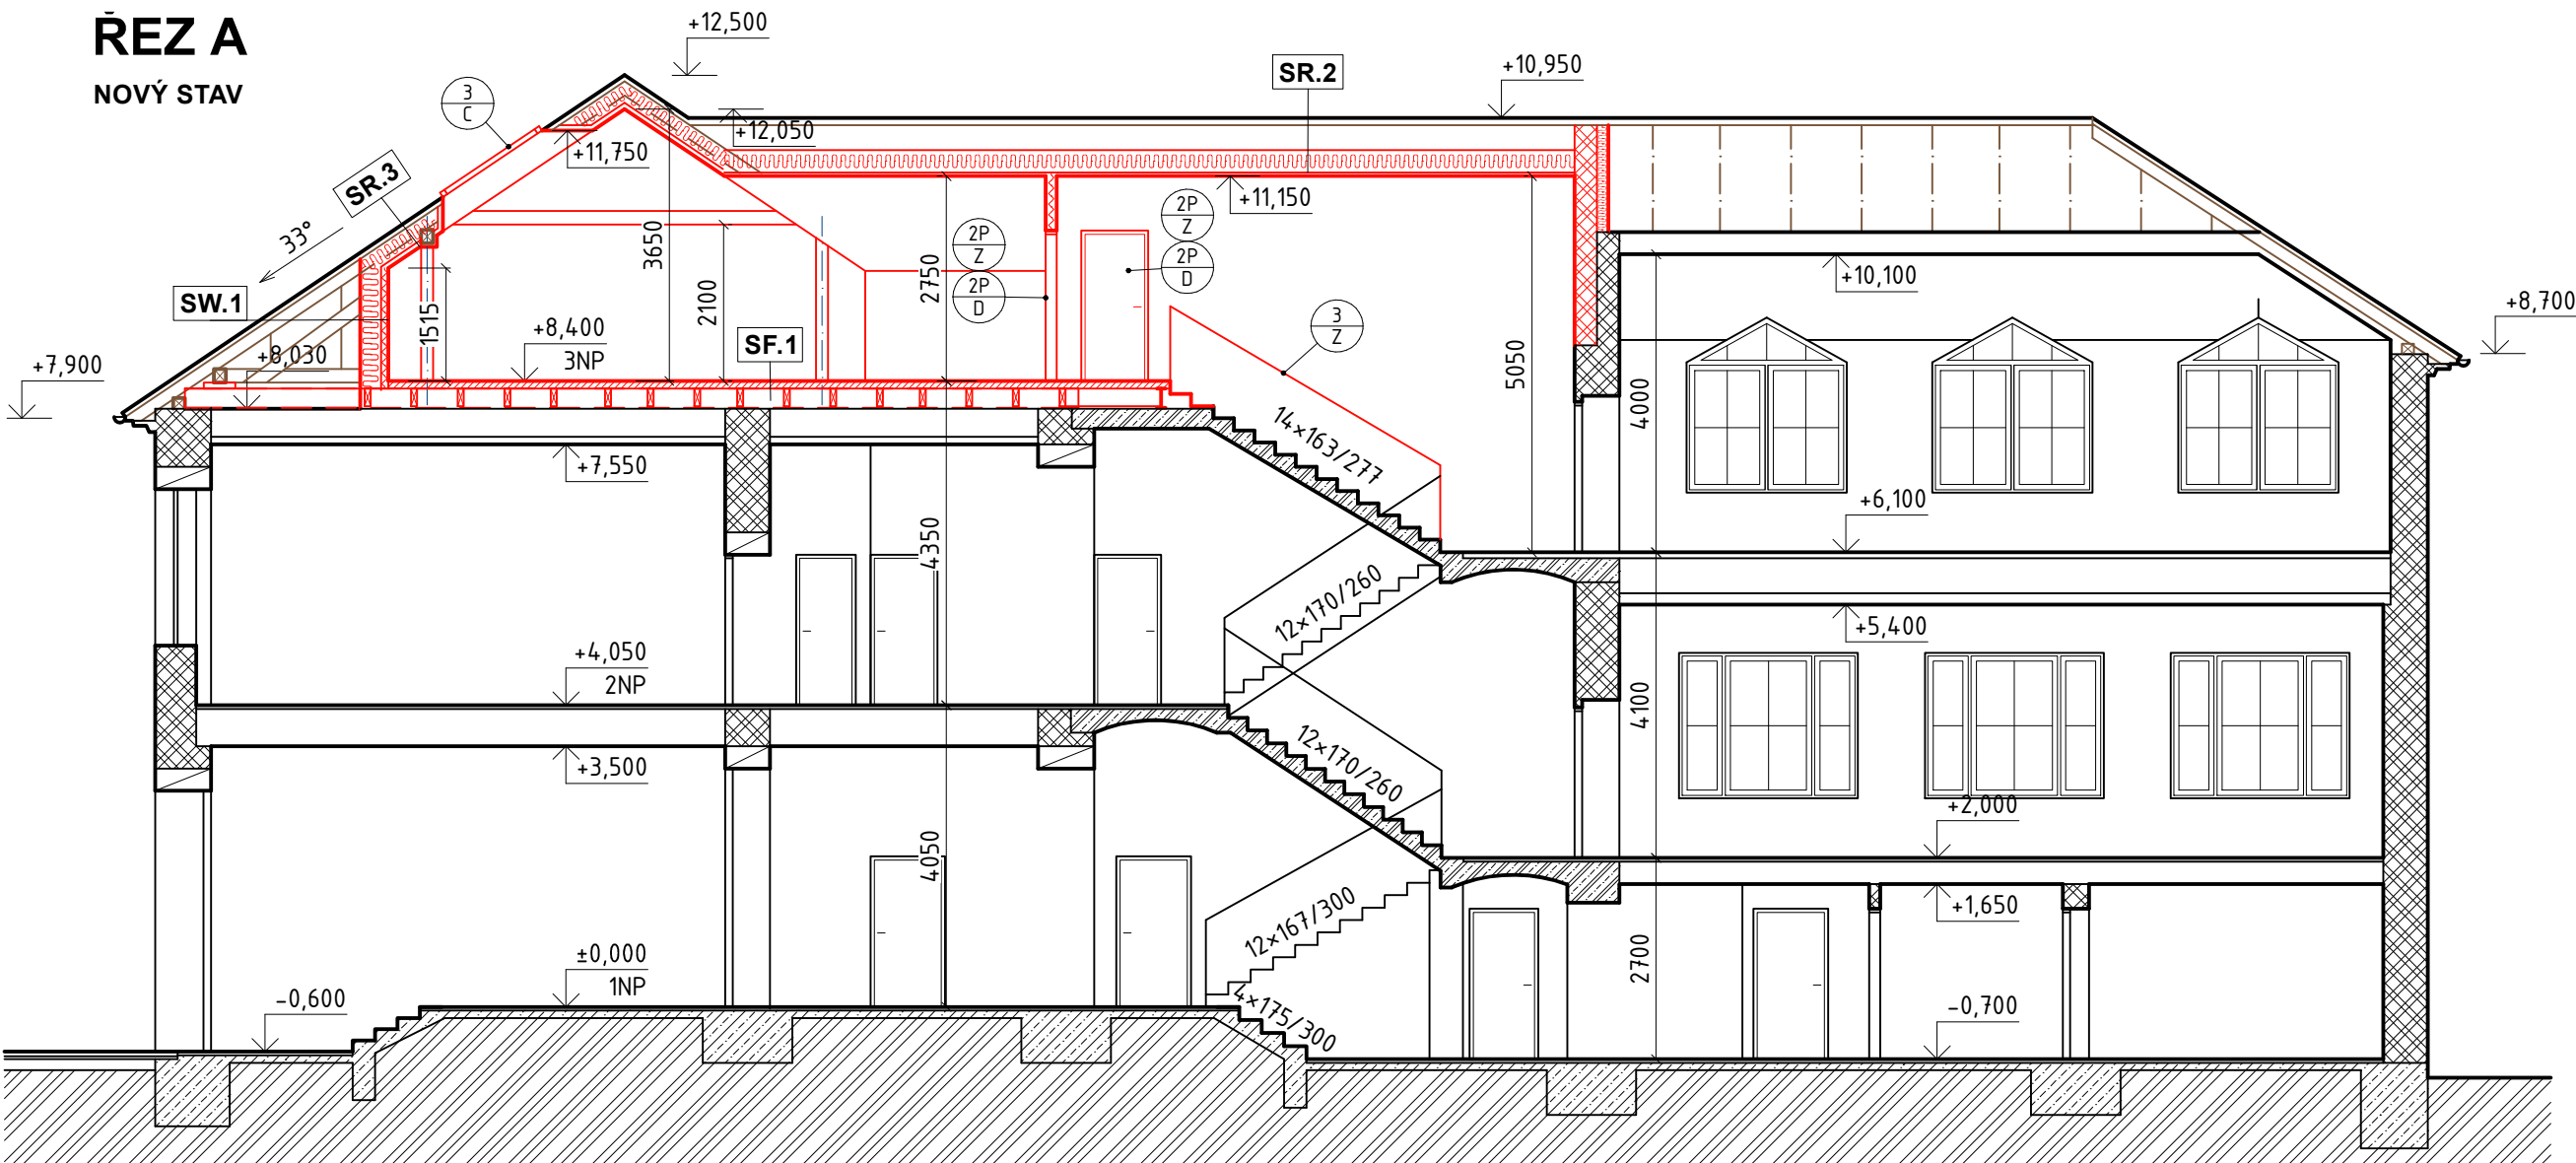 ŘEZ A
NOVÝ STAV
+12,500
+10,950
SR.2
3
C
+12,050
+11,750
SR.3
33°
+11,150
2P
Z
2P
D
2P
Z
2P
D
3650
2100
2750
5050
+10,100
+8,700
SW.1
1515
+8,400
3NP
SF.1
3
Z
+8,030
+7,900
14×163/277
4000
+7,550
+6,100
4350
12×170/260
+5,400
+4,050
2NP
4100
12×170/260
+3,500
+2,000
4050
+1,650
12×167/300
2700
±0,000
1NP
-0,600
4×175/300
-0,700